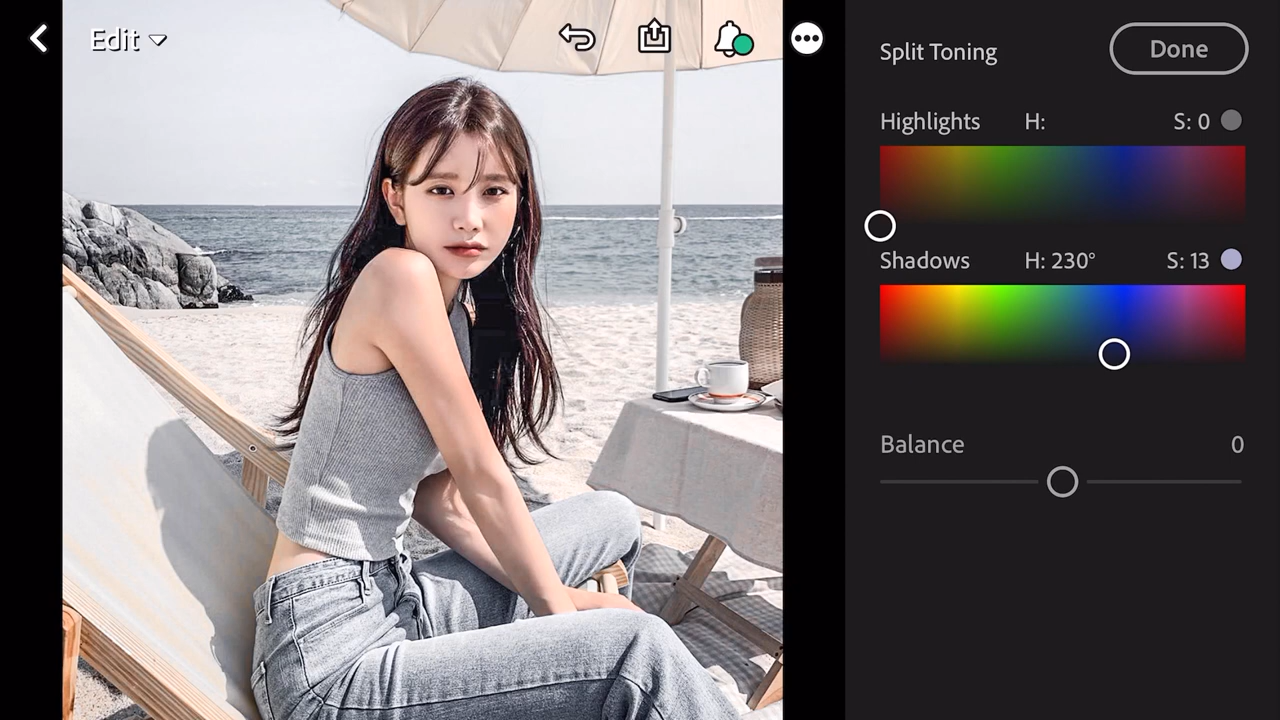 Edit
Split Toning
Done
Highlights H: S: 0
Shadows H: 230° S: 13
Balance 0